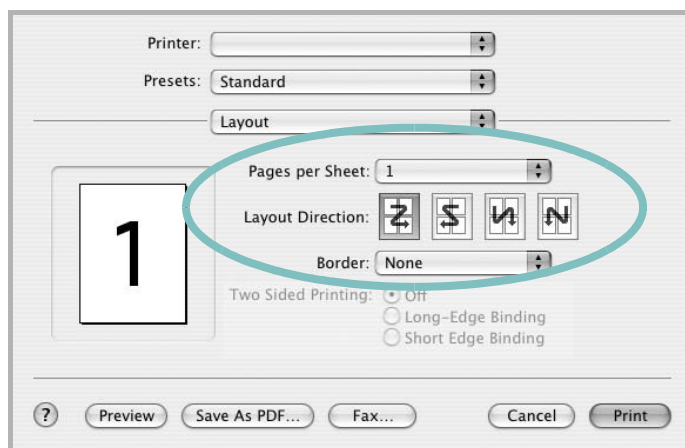 Printer:
Presets: Standard
Layout
Pages per Sheet: 1
1
Layout Direction:
Border: None
Two Sided Printing: Off
Long-Edge Binding
Short Edge Binding
? Preview Save As PDF... Fax... Cancel Print